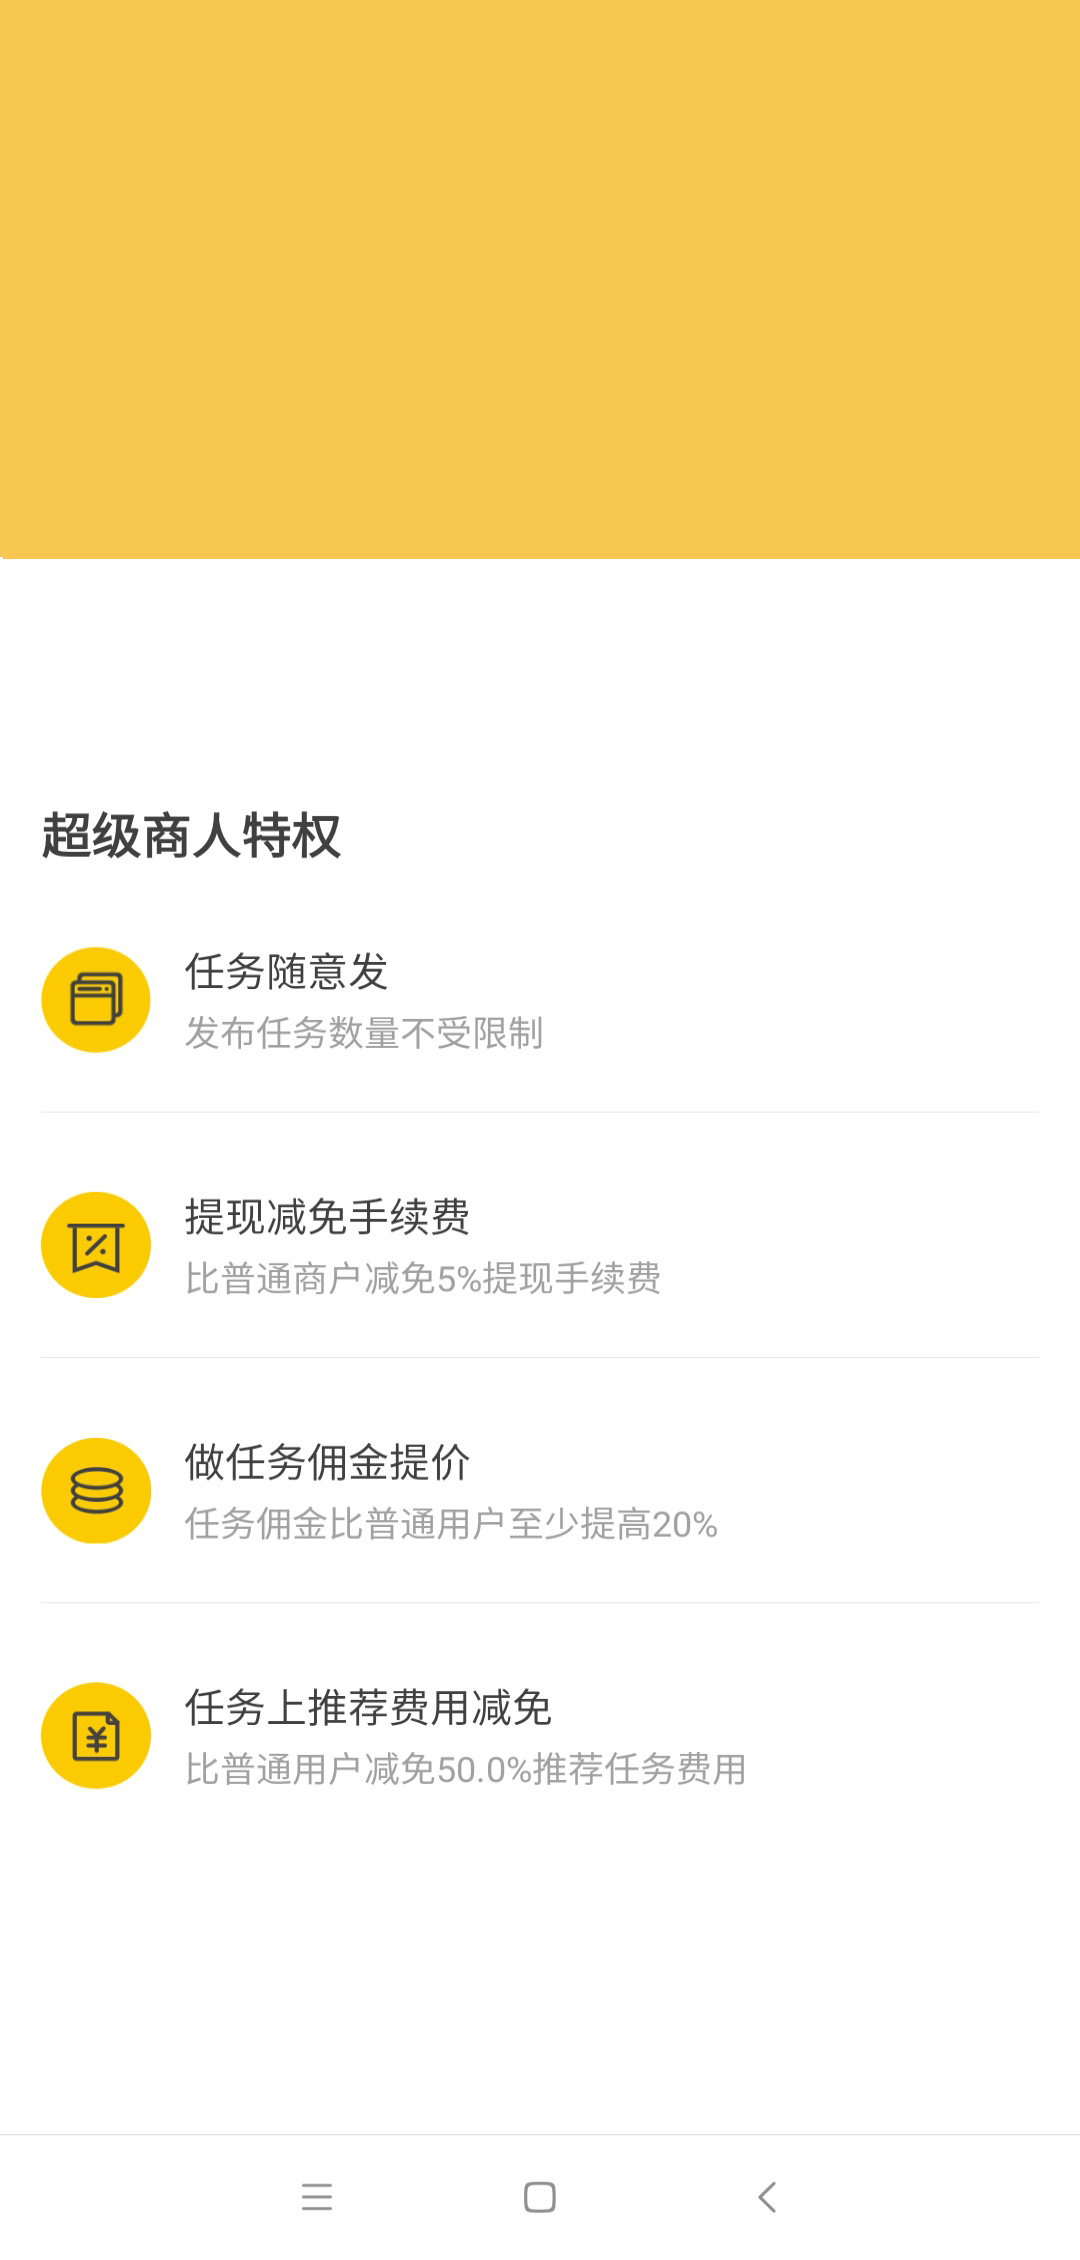 超级商人特权
任务随意发
发布任务数量不受限制
提现减免手续费
比普通商户减免5%提现手续费
做任务佣金提价
任务佣金比普通用户至少提高20%
任务上推荐费用减免
比普通用户减免50.0%推荐任务费用